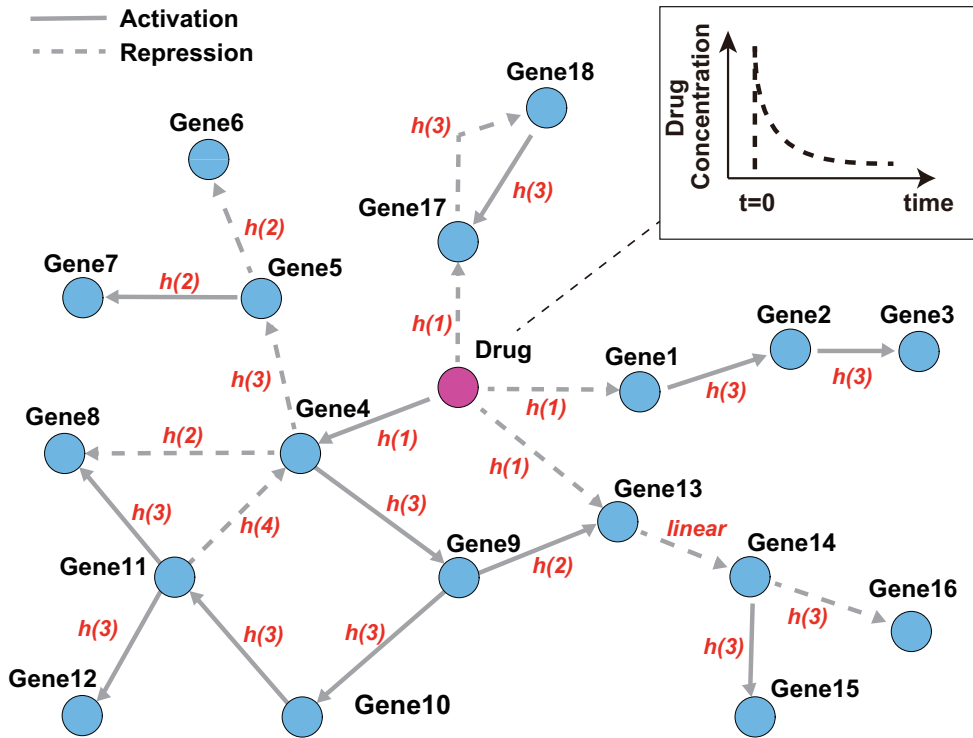 Activation
Repression
Gene18
Drug
Concentration
t=0
time
Gene6
h(3)
h(3)
Gene17
h(2)
Gene7
Gene5
h(2)
h(1)
Gene2
Gene3
Drug
Gene1
h(3)
h(3)
h(3)
h(1)
Gene8
Gene4
h(1)
h(2)
h(1)
Gene13
h(3)
linear
h(3)
h(4)
Gene9
Gene14
Gene11
h(2)
Gene16
h(3)
h(3)
h(3)
h(3)
h(3)
Gene12
Gene10
Gene15